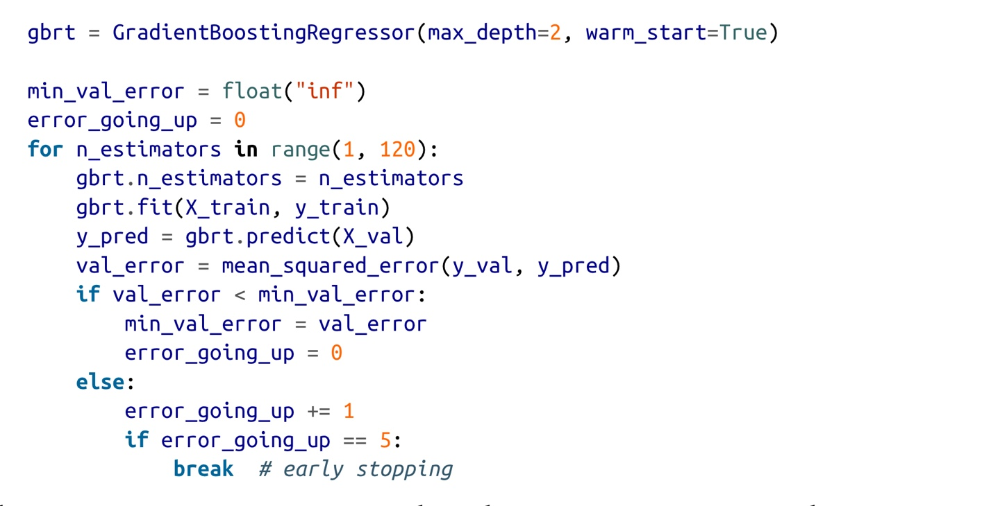 gbrt = GradientBoostingRegressor(max_depth=2, warm_start=True)

min_val_error = float("inf")
error_going_up = 0
for n_estimators in range(1, 120):
    gbrt.n_estimators = n_estimators
    gbrt.fit(X_train, y_train)
    y_pred = gbrt.predict(X_val)
    val_error = mean_squared_error(y_val, y_pred)
    if val_error < min_val_error:
        min_val_error = val_error
        error_going_up = 0
    else:
        error_going_up += 1
        if error_going_up == 5:
            break  # early stopping